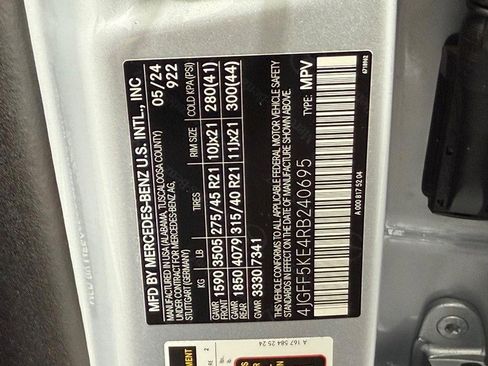 MFD BY MERCEDES-BENZ U.S. INTL., INC
IN TUSCALOOSA, USA (ALABAMA, TUSCALOOSA COUNTY)
UNDER CONTRACT FOR MERCEDES-BENZ AG,
STUTTGART (GERMANY)
05/24
922
KG LB TIRES RIM SIZE COLD KPA(PSI)
GAWR FRONT 1590 3505 275/45 R21 10Jx21 280(41)
GAWR REAR 1850 4079 315/40 R21 11Jx21 300(44)
GVWR 3330 7341
THIS VEHICLE CONFORMS TO ALL APPLICABLE FEDERAL MOTOR VEHICLE SAFETY
STANDARDS IN EFFECT ON THE DATE OF MANUFACTURE SHOWN ABOVE.
4JGFF5KE4RB240695
TYPE: MPV
A 000 817 52 04
A 167 584 25 24